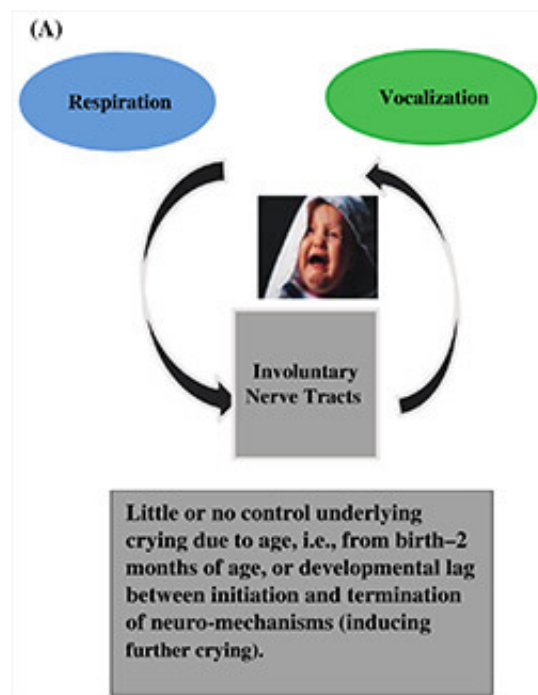 (A)
Respiration
Vocalization
Involuntary
Nerve Tracts
Little or no control underlying
crying due to age, i.e., from birth–2
months of age, or developmental lag
between initiation and termination
of neuro-mechanisms (inducing
further crying).